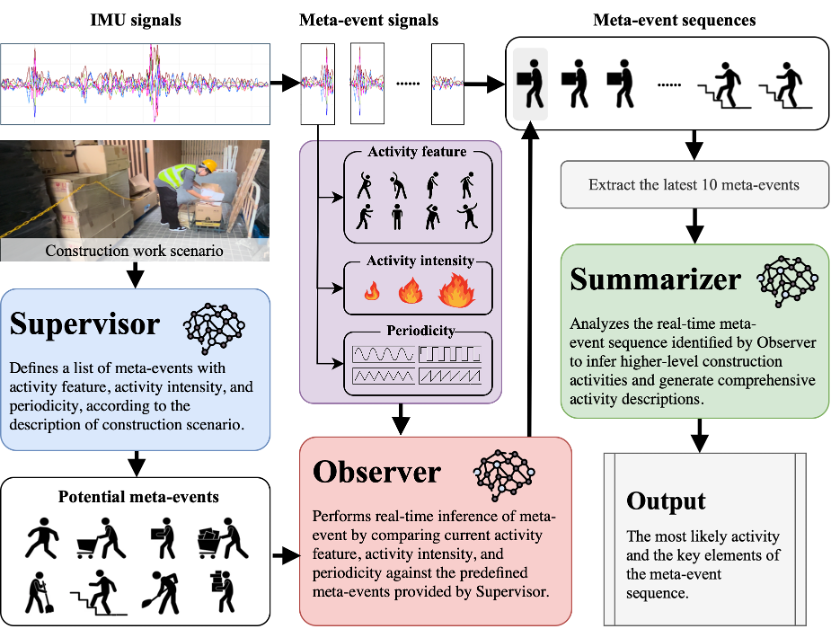 IMU signals
Meta-event signals
Meta-event sequences
Activity feature
Activity intensity
Periodicity
Construction work scenario
Supervisor
Defines a list of meta-events with
activity feature, activity intensity, and
periodicity, according to the
description of construction scenario.
Potential meta-events
Observer
Performs real-time inference of meta-
event by comparing current activity
feature, activity intensity, and
periodicity against the predefined
meta-events provided by Supervisor.
Extract the latest 10 meta-events
Summarizer
Analyzes the real-time meta-
event sequence identified by Observer
to infer higher-level construction
activities and generate comprehensive
activity descriptions.
Output
The most likely activity
and the key elements of
the meta-event
sequence.